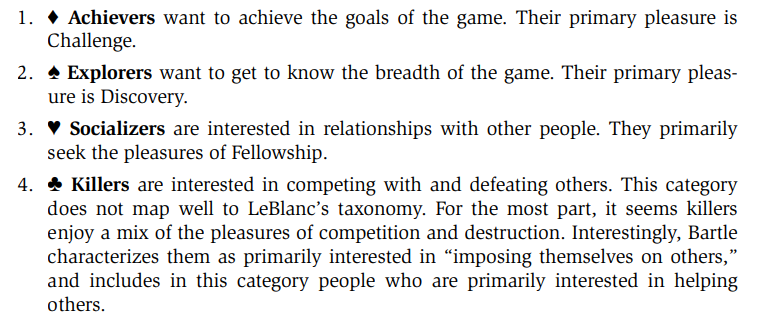 1. ♦ Achievers want to achieve the goals of the game. Their primary pleasure is
Challenge.
2. ♠ Explorers want to get to know the breadth of the game. Their primary pleas-
ure is Discovery.
3. ♥ Socializers are interested in relationships with other people. They primarily
seek the pleasures of Fellowship.
4. ♣ Killers are interested in competing with and defeating others. This category
does not map well to LeBlanc’s taxonomy. For the most part, it seems killers
enjoy a mix of the pleasures of competition and destruction. Interestingly, Bartle
characterizes them as primarily interested in “imposing themselves on others,”
and includes in this category people who are primarily interested in helping
others.